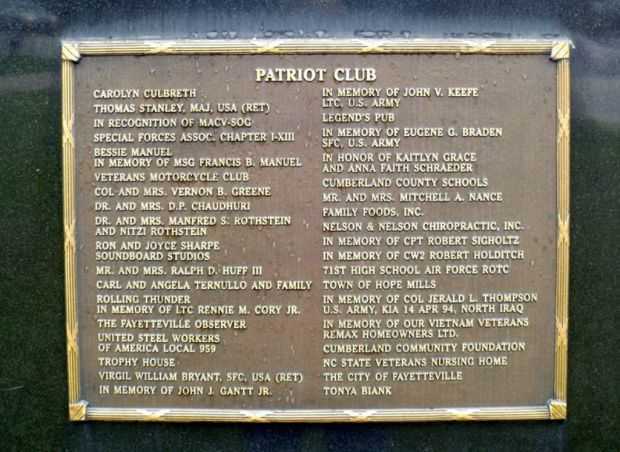 PATRIOT CLUB
CAROLYN CULBRETH
THOMAS STANLEY, MAJ, USA (RET)
IN RECOGNITION OF MACV-SOG
SPECIAL FORCES ASSOC. CHAPTER I-XIII
BESSIE MANUEL
IN MEMORY OF MSG FRANCIS B. MANUEL
VETERANS MOTORCYCLE CLUB
COL AND MRS. VERNON B. GREENE
DR. AND MRS. D.P. CHAUDHURI
DR. AND MRS. MANFRED S. ROTHSTEIN
AND NITZI ROTHSTEIN
RON AND JOYCE SHARPE
SOUNDBOARD STUDIOS
MR. AND MRS. RALPH D. HUFF III
CARL AND ANGELA TERNULLO AND FAMILY
ROLLING THUNDER
IN MEMORY OF LTC RENNIE M. CORY JR.
THE FAYETTEVILLE OBSERVER
UNITED STEEL WORKERS
OF AMERICA LOCAL 959
TROPHY HOUSE
VIRGIL WILLIAM BRYANT, SFC, USA (RET)
IN MEMORY OF JOHN J. GANTT JR.
IN MEMORY OF JOHN V. KEEFE
LTC, U.S. ARMY
LEGEND'S PUB
IN MEMORY OF EUGENE G. BRADEN
SFC, U.S. ARMY
IN HONOR OF KAITLYN GRACE
AND ANNA FAITH SCHRAEDER
CUMBERLAND COUNTY SCHOOLS
MR. AND MRS. MITCHELL A. NANCE
FAMILY FOODS, INC.
NELSON & NELSON CHIROPRACTIC, INC.
IN MEMORY OF CPT ROBERT SIGHOLTZ
IN MEMORY OF CW2 ROBERT HOLDITCH
71ST HIGH SCHOOL AIR FORCE ROTC
TOWN OF HOPE MILLS
IN MEMORY OF COL JERALD L. THOMPSON
U.S. ARMY, KIA 14 APR 94, NORTH IRAQ
IN MEMORY OF OUR VIETNAM VETERANS
REMAX HOMEOWNERS LTD.
CUMBERLAND COMMUNITY FOUNDATION
NC STATE VETERANS NURSING HOME
THE CITY OF FAYETTEVILLE
TONYA BIANK